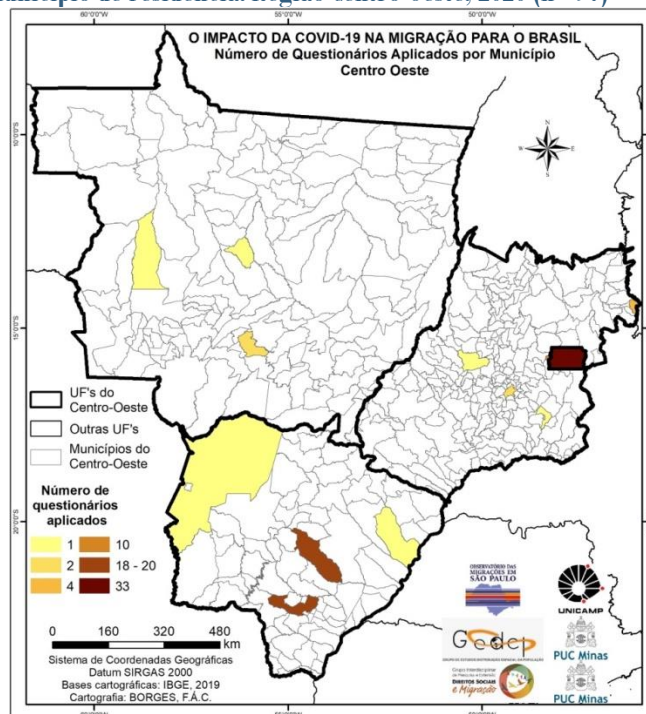 O IMPACTO DA COVID-19 NA MIGRAÇÃO PARA O BRASIL
Número de Questionários Aplicados por Município
Centro Oeste
60°0'0"S
55°0'0"S
50°0'0"S
10°0'0"S
15°0'0"S
20°0'0"S
N
W
E
S
UF's do
Centro-Oeste
Outras UF's
Municípios do
Centro-Oeste
Número de
questionários
aplicados
1
2
4
10
18 - 20
33
0 160 320 480
km
Sistema de Coordenadas Geográficas
Datum SIRGAS 2000
Bases cartográficas: IBGE, 2019
Cartografia: BORGES, F.Á.C.
OBSERVATÓRIO DAS
MIGRAÇÕES EM
SÃO PAULO
UNICAMP
Gedep
PUC Minas
DIREITOS SOCIAIS
e Migração
PUC Minas